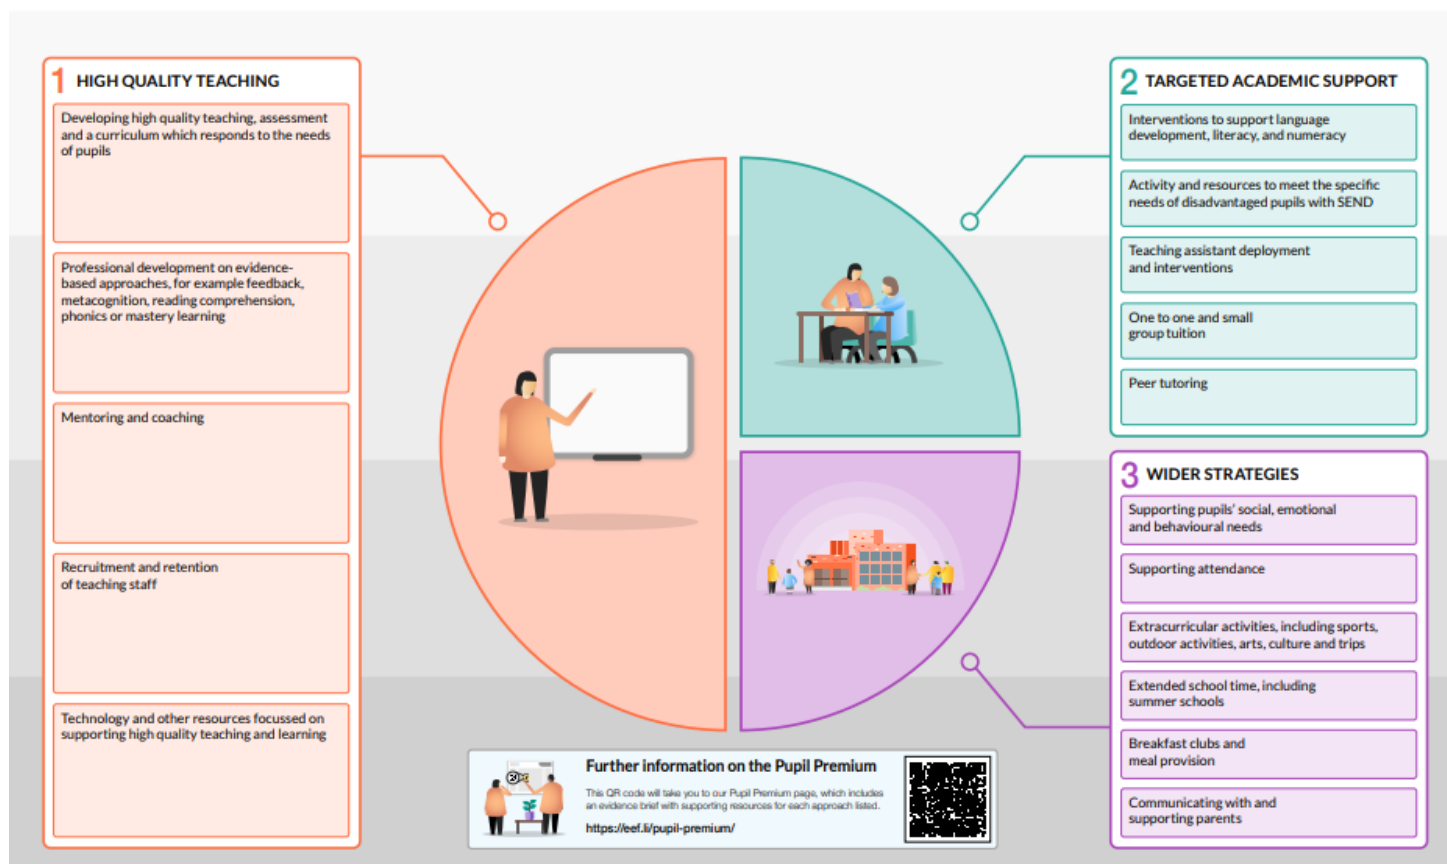 1 HIGH QUALITY TEACHING
Developing high quality teaching, assessment
and a curriculum which responds to the needs
of pupils
Professional development on evidence-
based approaches, for example feedback,
metacognition, reading comprehension,
phonics or mastery learning
Mentoring and coaching
Recruitment and retention
of teaching staff
Technology and other resources focussed on
supporting high quality teaching and learning
2 TARGETED ACADEMIC SUPPORT
Interventions to support language
development, literacy, and numeracy
Activity and resources to meet the specific
needs of disadvantaged pupils with SEND
Teaching assistant deployment
and interventions
One to one and small
group tuition
Peer tutoring
3 WIDER STRATEGIES
Supporting pupils' social, emotional
and behavioural needs
Supporting attendance
Extracurricular activities, including sports,
outdoor activities, arts, culture and trips
Extended school time, including
summer schools
Breakfast clubs and
meal provision
Communicating with and
supporting parents
Further information on the Pupil Premium
This QR code will take you to our Pupil Premium page, which includes
an evidence brief with supporting resources for each approach listed.
https://eef.li/pupil-premium/